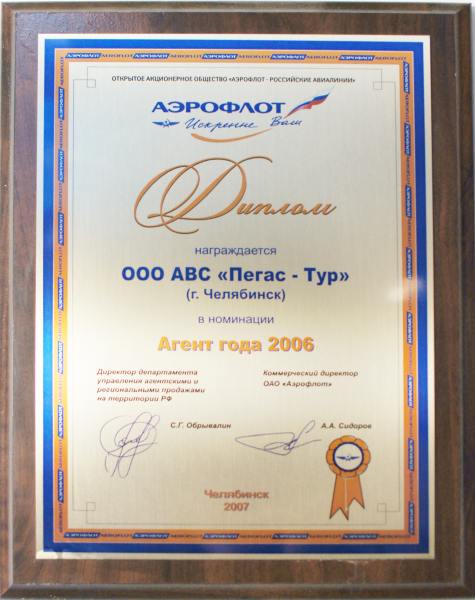 ОТКРЫТОЕ АКЦИОНЕРНОЕ ОБЩЕСТВО «АЭРОФЛОТ - РОССИЙСКИЕ АВИАЛИНИИ»
АЭРОФЛОТ
Искренне Ваш
Диплом
награждается
ООО АВС «Пегас - Тур»
(г. Челябинск)
в номинации
Агент года 2006
Директор департамента
управления агентскими и
региональными продажами
на территории РФ
Коммерческий директор
ОАО «Аэрофлот»
С.Г. Обрывалин
А.А. Сидоров
Челябинск
2007